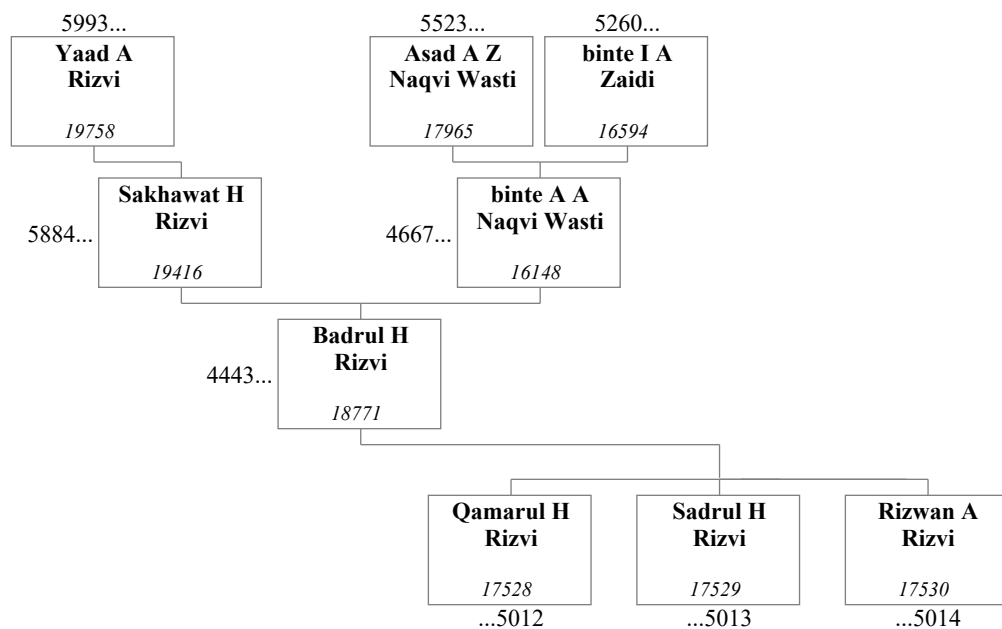 5993...
Yaad A
Rizvi
19758
5523...
Asad A Z
Naqvi Wasti
17965
5260...
binte I A
Zaidi
16594
5884...
Sakhawat H
Rizvi
19416
4667...
binte A A
Naqvi Wasti
16148
4443...
Badrul H
Rizvi
18771
Qamarul H
Rizvi
17528
...5012
Sadrul H
Rizvi
17529
...5013
Rizwan A
Rizvi
17530
...5014